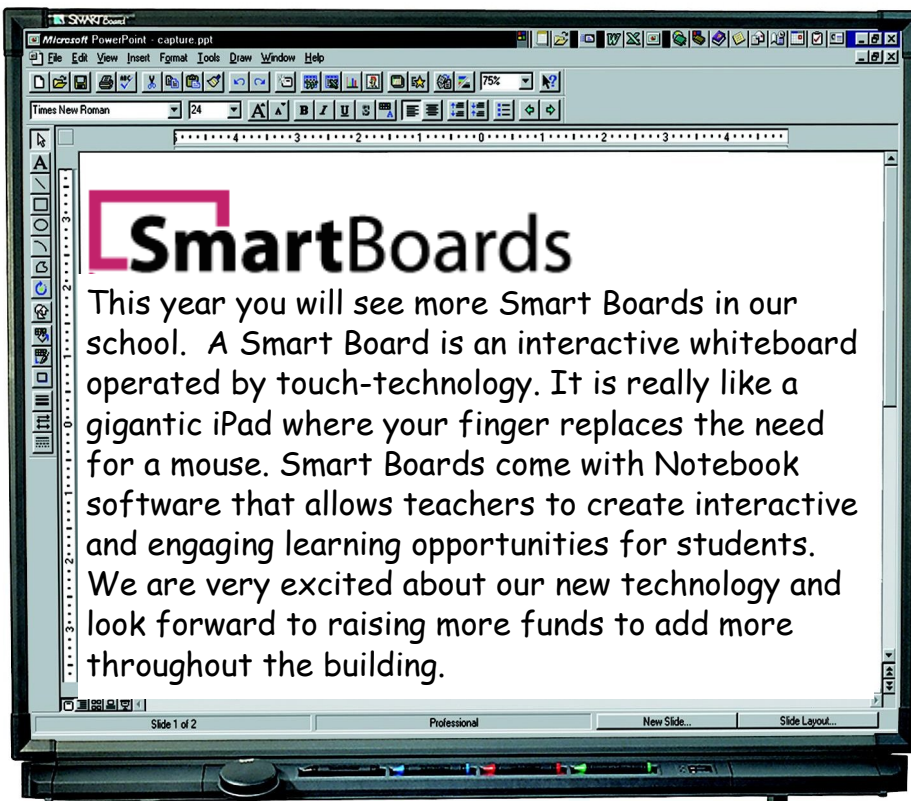 SMART Board
Microsoft PowerPoint - capture.ppt
File Edit View Insert Format Tools Draw Window Help
75%
Times New Roman 24
SmartBoards
This year you will see more Smart Boards in our
school. A Smart Board is an interactive whiteboard
operated by touch-technology. It is really like a
gigantic iPad where your finger replaces the need
for a mouse. Smart Boards come with Notebook
software that allows teachers to create interactive
and engaging learning opportunities for students.
We are very excited about our new technology and
look forward to raising more funds to add more
throughout the building.
Slide 1 of 2 Professional New Slide... Slide Layout...